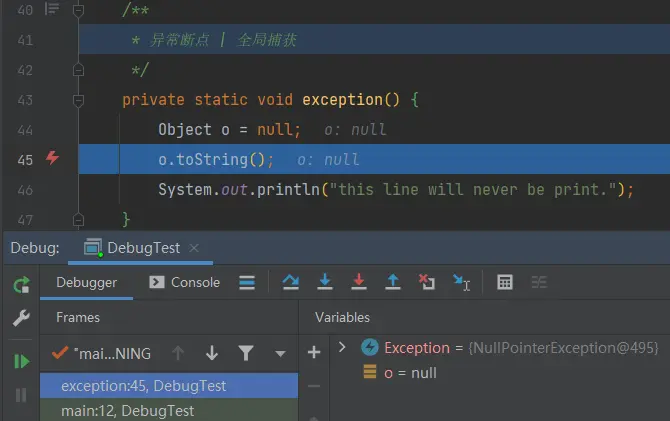 40 /**
41 * 异常断点 | 全局捕获
42 */
43 private static void exception() {
44 Object o = null; o: null
45 o.toString(); o: null
46 System.out.println("this line will never be print.");
47 }
Debug: DebugTest ×
Debugger Console
Frames Variables
"mai...NING Exception = {NullPointerException@495}
exception:45, DebugTest o = null
main:12, DebugTest